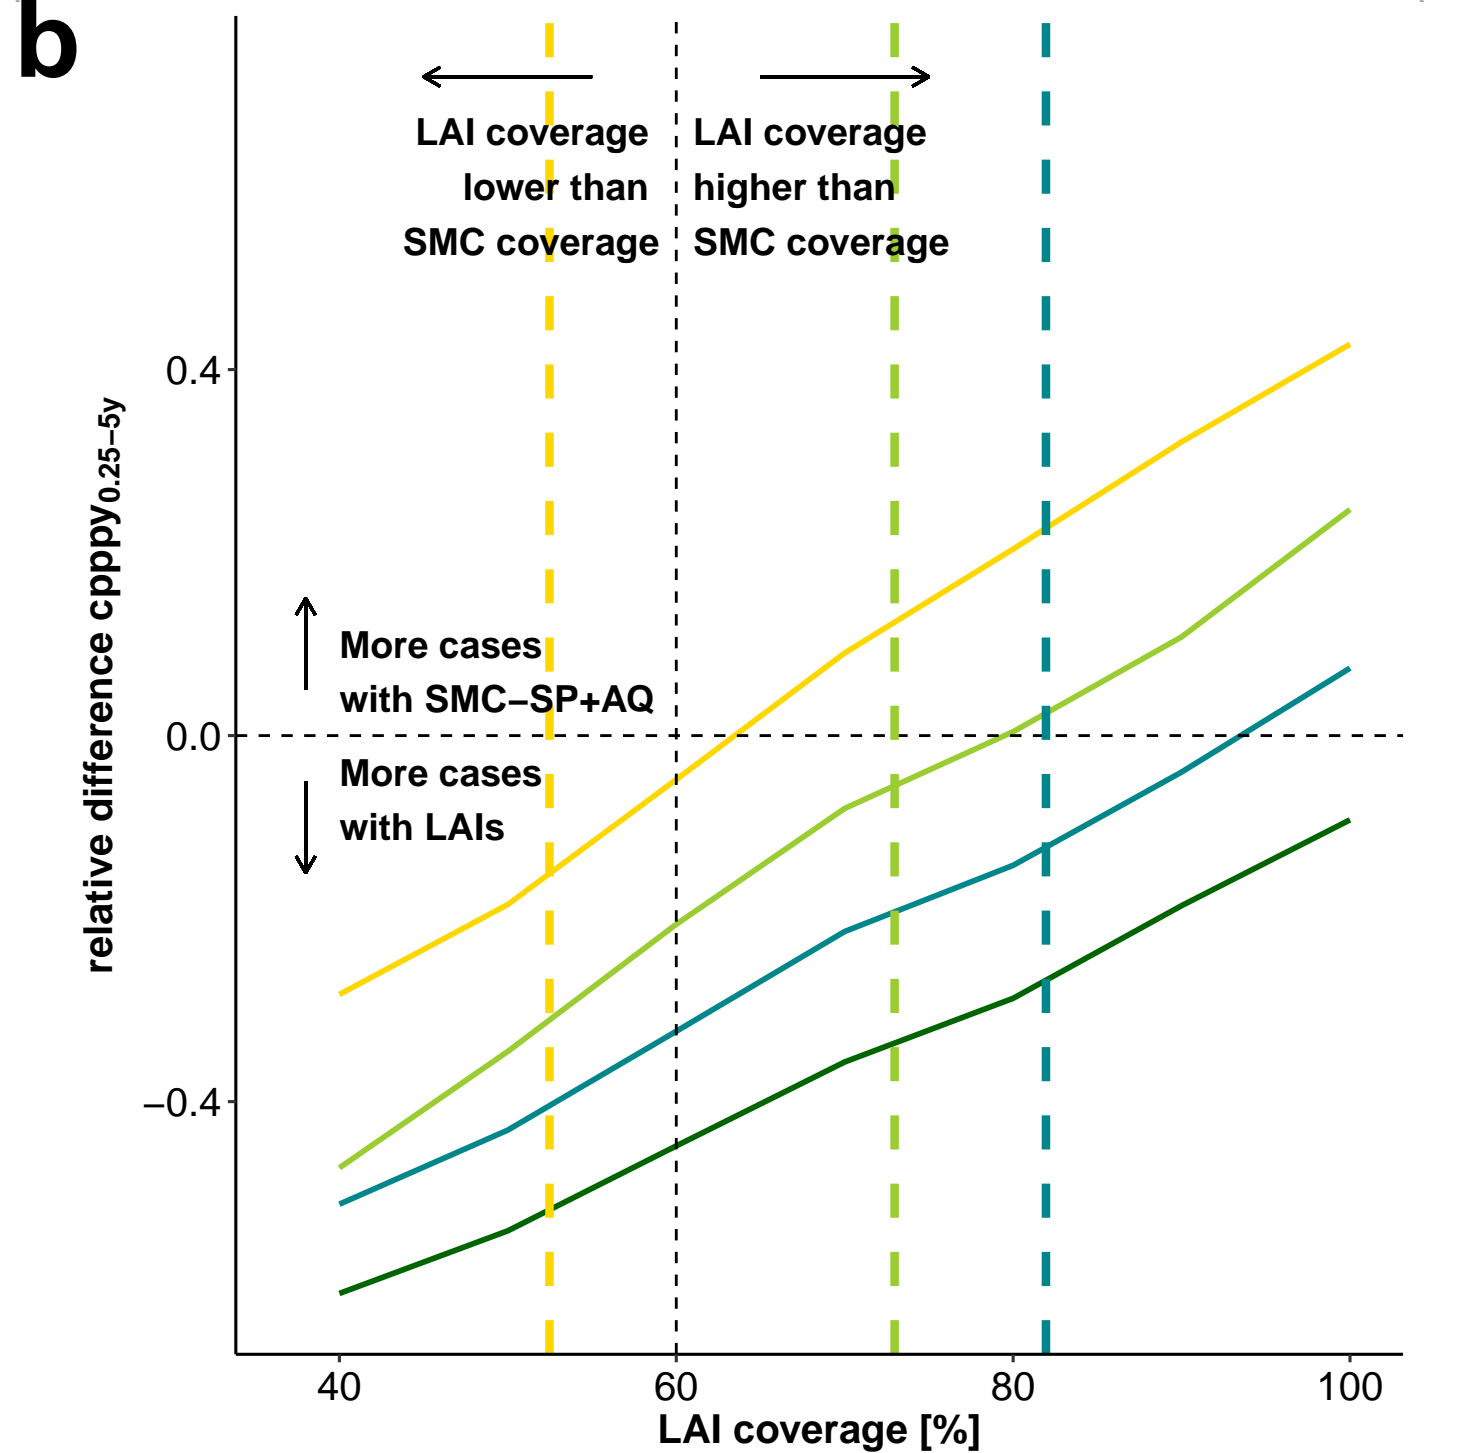 b
LAI coverage
lower than
SMC coverage
LAI coverage
higher than
SMC coverage
0.4
0.0
−0.4
relative difference cpppy0.25−5y
More cases
with SMC−SP+AQ
More cases
with LAIs
40
60
80
100
LAI coverage [%]